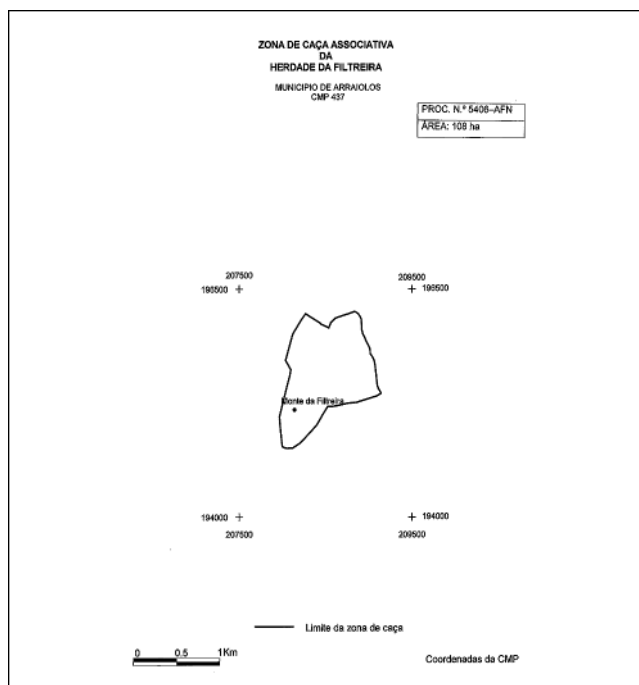 ZONA DE CAÇA ASSOCIATIVA
DA
HERDADE DA FILTREIRA
MUNICIPIO DE ARRAIOLOS
CMP 437
PROC. N.º 5406-AFN
ÁREA: 108 ha
207500
209500
196500
196500
Monte da Filtreira
194000
194000
207500
209500
Limite da zona de caça
0 0.5 1Km
Coordenadas da CMP